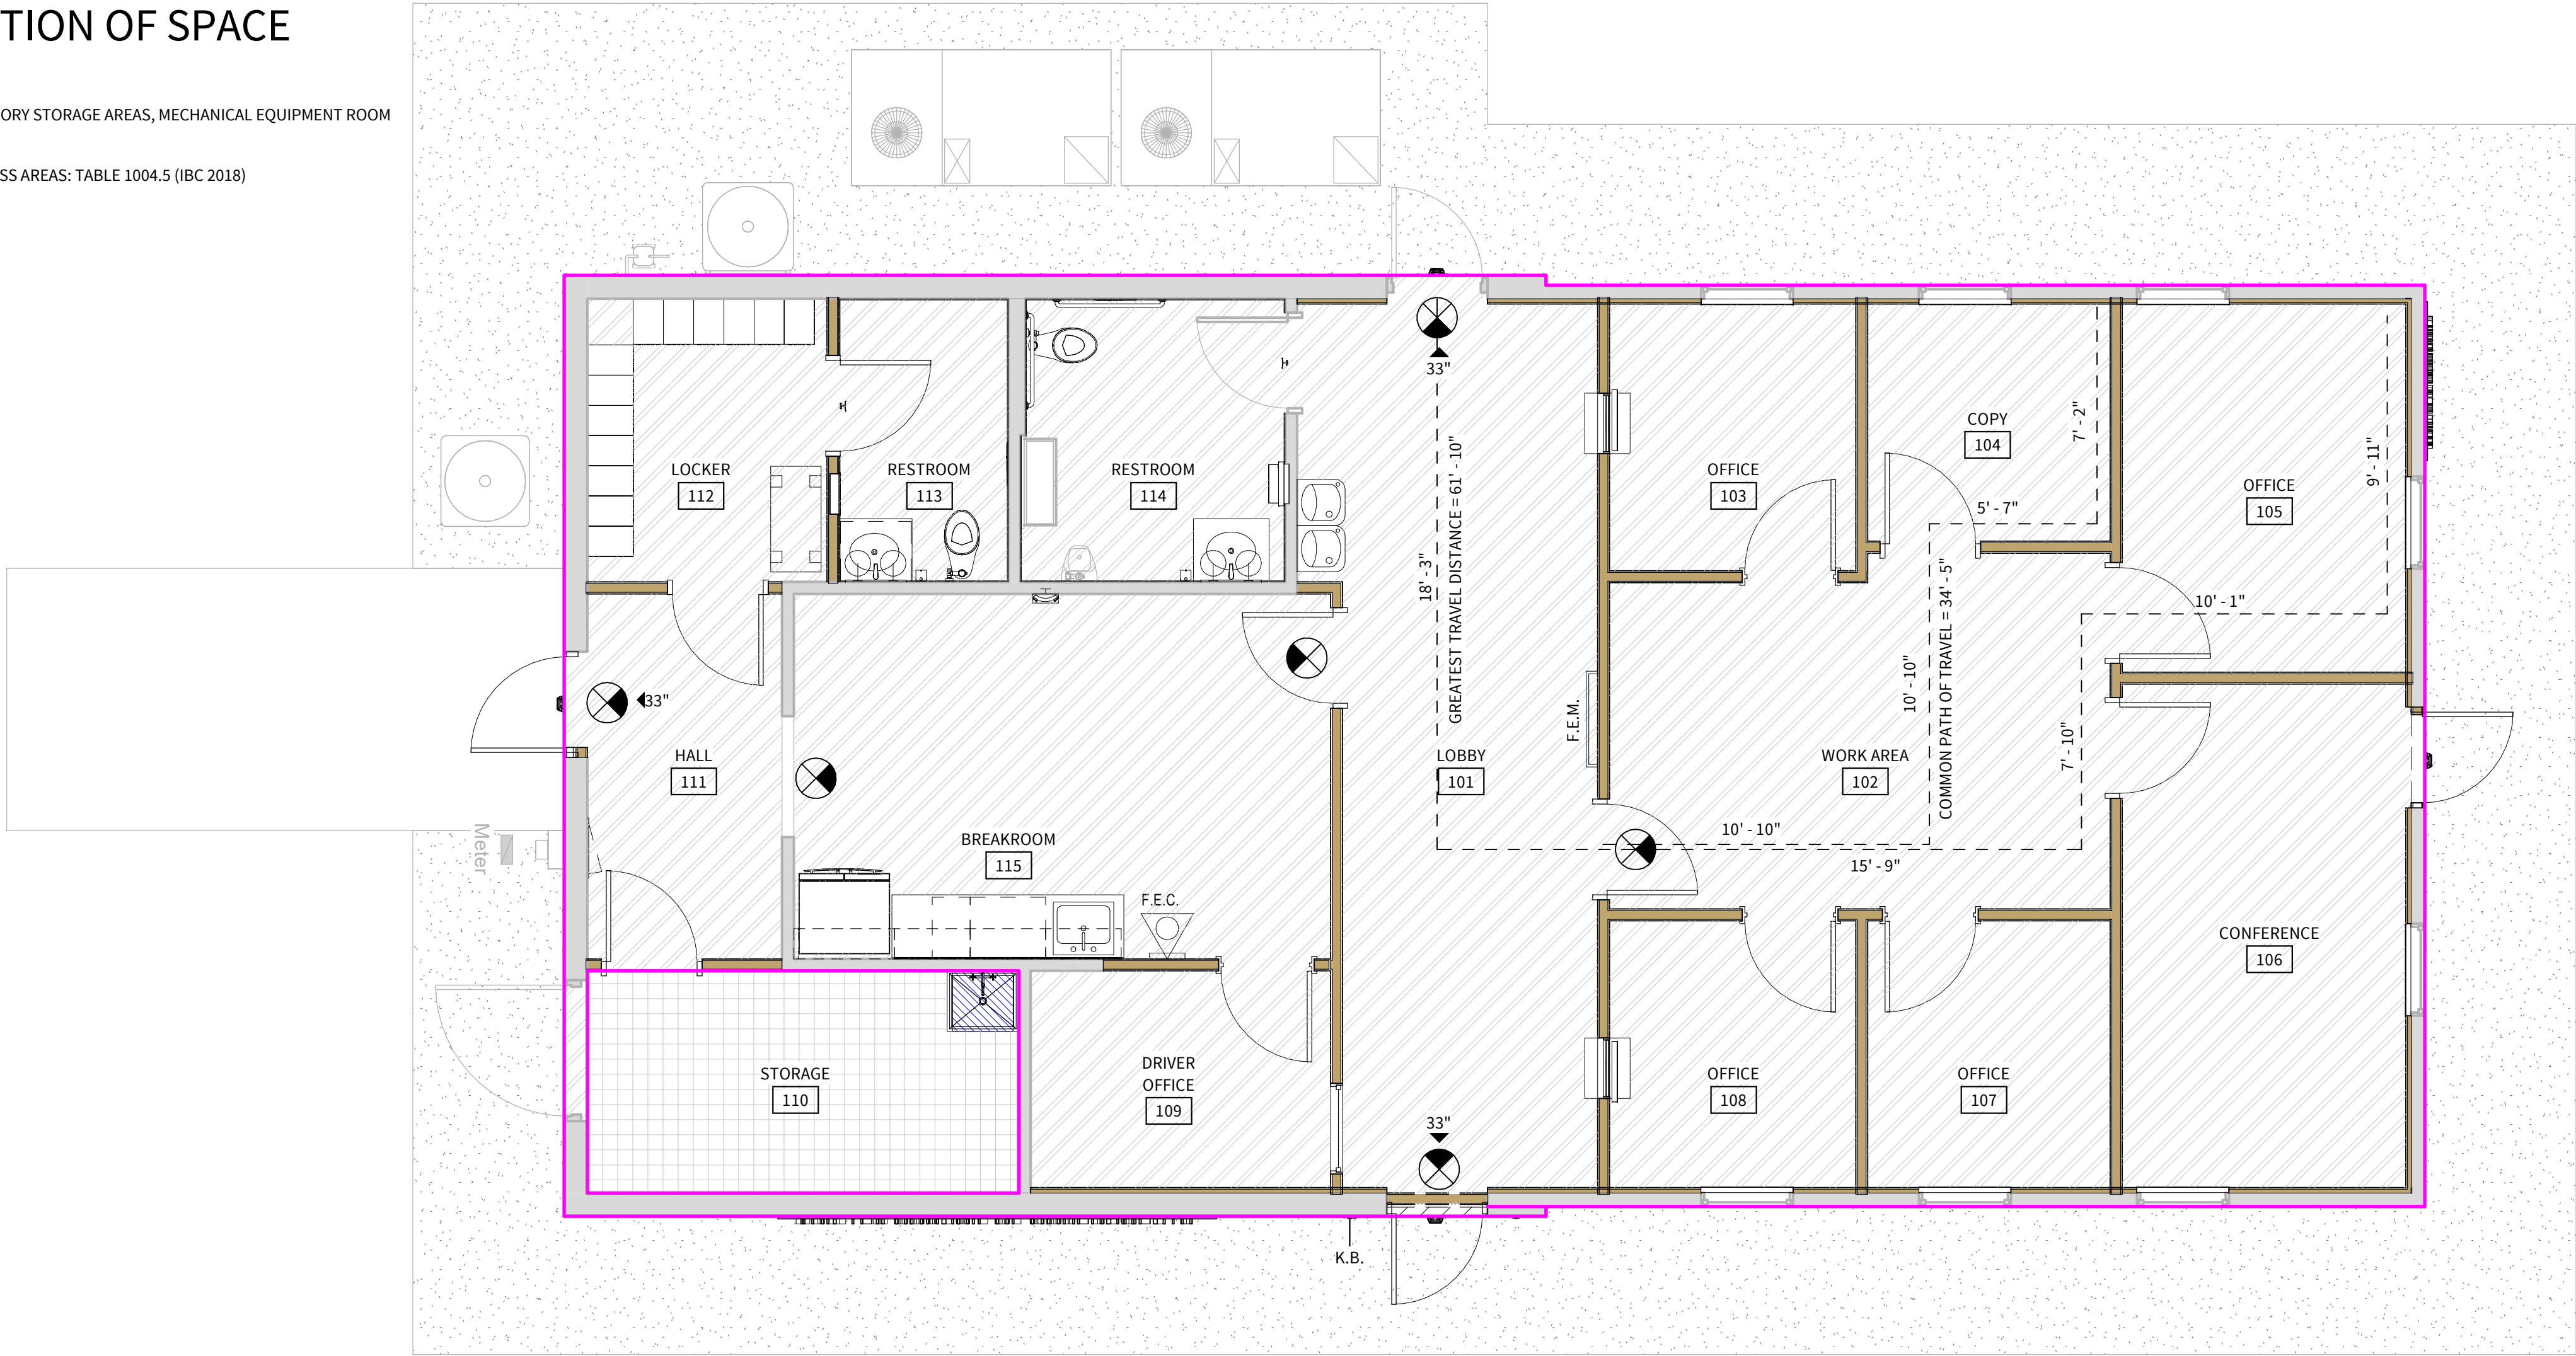 TION OF SPACE
ORY STORAGE AREAS, MECHANICAL EQUIPMENT ROOM
SS AREAS: TABLE 1004.5 (IBC 2018)
33"
COPY
104
7' - 2"
9' - 11"
LOCKER
112
RESTROOM
113
RESTROOM
114
OFFICE
103
OFFICE
105
5' - 7"
18' - 3"
GREATEST TRAVEL DISTANCE = 61' - 10"
COMMON PATH OF TRAVEL = 34' - 5"
10' - 1"
10' - 10"
33"
F.E.M.
7' - 10"
HALL
111
LOBBY
101
WORK AREA
102
Meter
BREAKROOM
115
10' - 10"
15' - 9"
F.E.C.
CONFERENCE
106
STORAGE
110
DRIVER
OFFICE
109
OFFICE
108
OFFICE
107
33"
K.B.